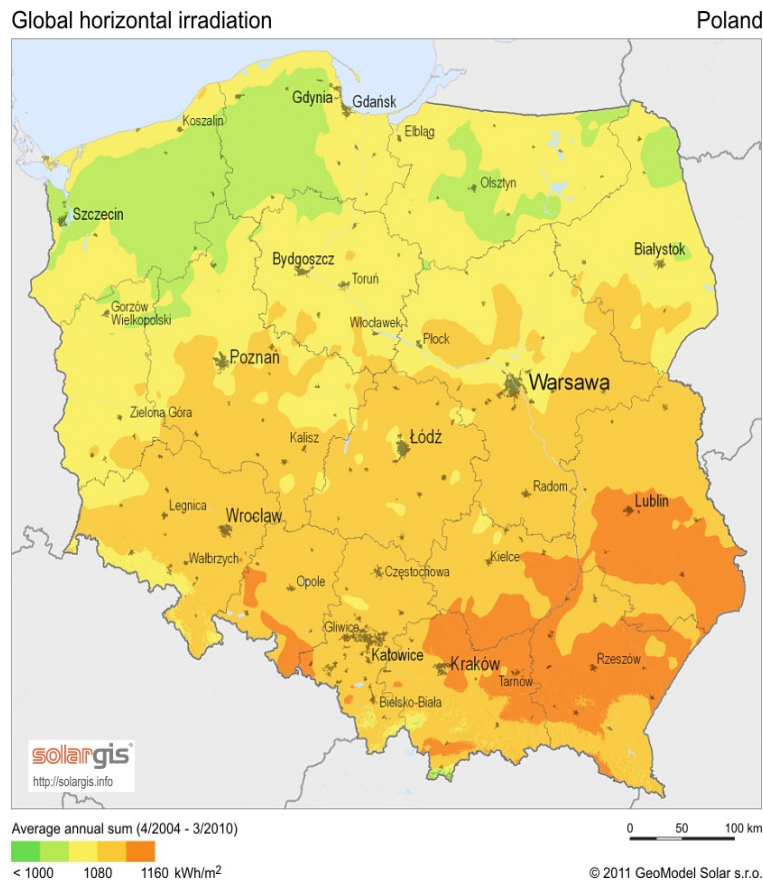 Global horizontal irradiation
Poland
Gdynia
Gdańsk
Koszalin
Elbląg
Olsztyn
Szczecin
Białystok
Bydgoszcz
Toruń
Gorzów
Wielkopolski
Włocławek
Płock
Poznań
Warsawa
Zielona Góra
Kalisz
Łódź
Radom
Lublin
Legnica
Wrocław
Wałbrzych
Kielce
Opole
Częstochowa
Gliwice
Katowice
Kraków
Rzeszów
Tarnów
Bielsko-Biała
solargis
http://solargis.info
Average annual sum (4/2004 - 3/2010)
0 50 100 km
< 1000 1080 1160 kWh/m²
© 2011 GeoModel Solar s.r.o.